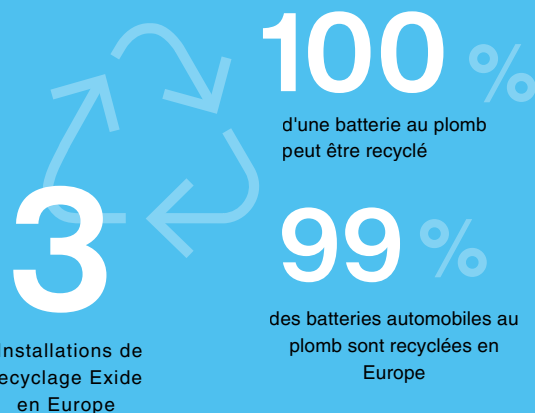 100 %
d'une batterie au plomb
peut être recyclé
3
Installations de
recyclage Exide
en Europe
99 %
des batteries automobiles au
plomb sont recyclées en
Europe